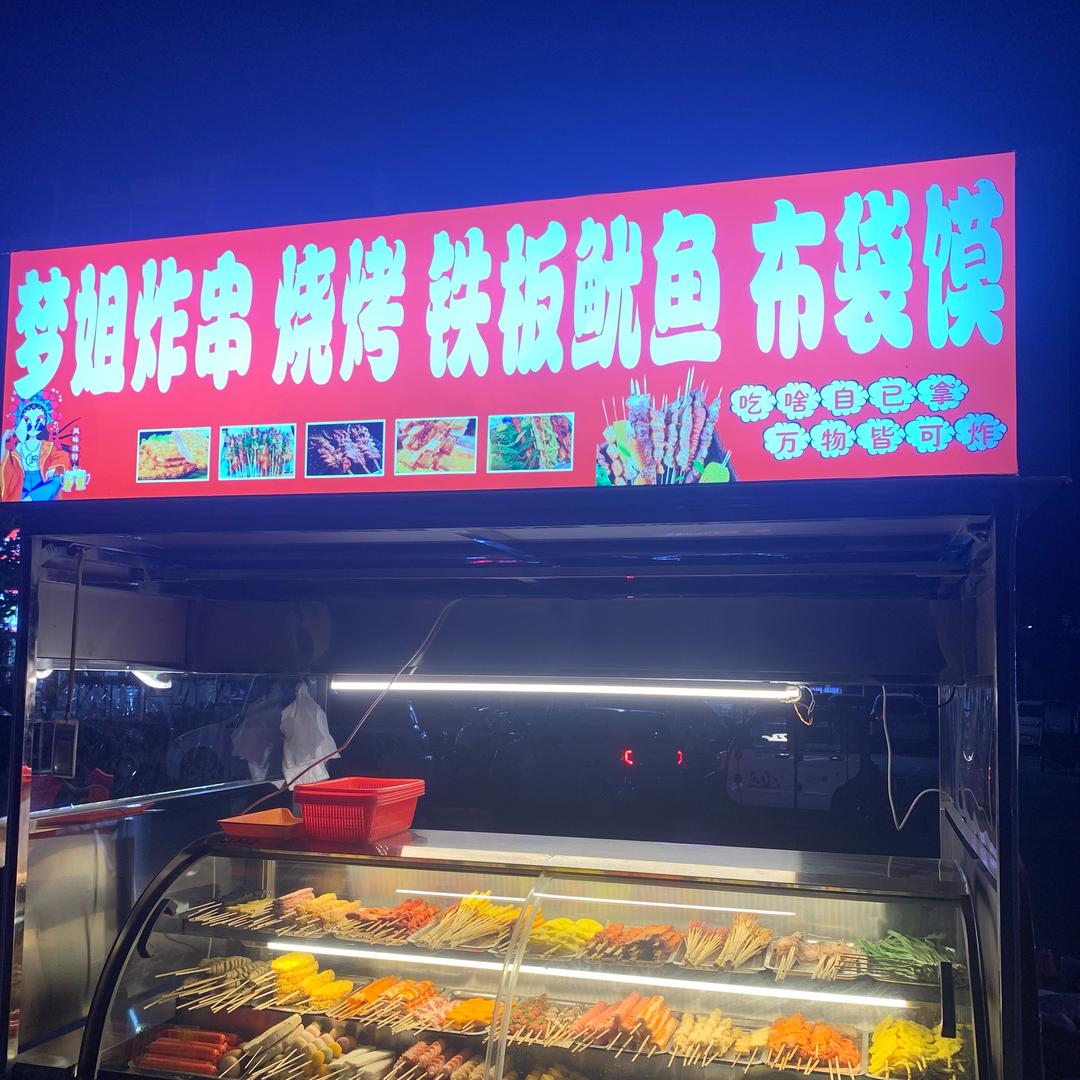 梦姐炸串 烧烤 铁板鱿鱼 布袋馍
吃啥自己拿
万物皆可炸